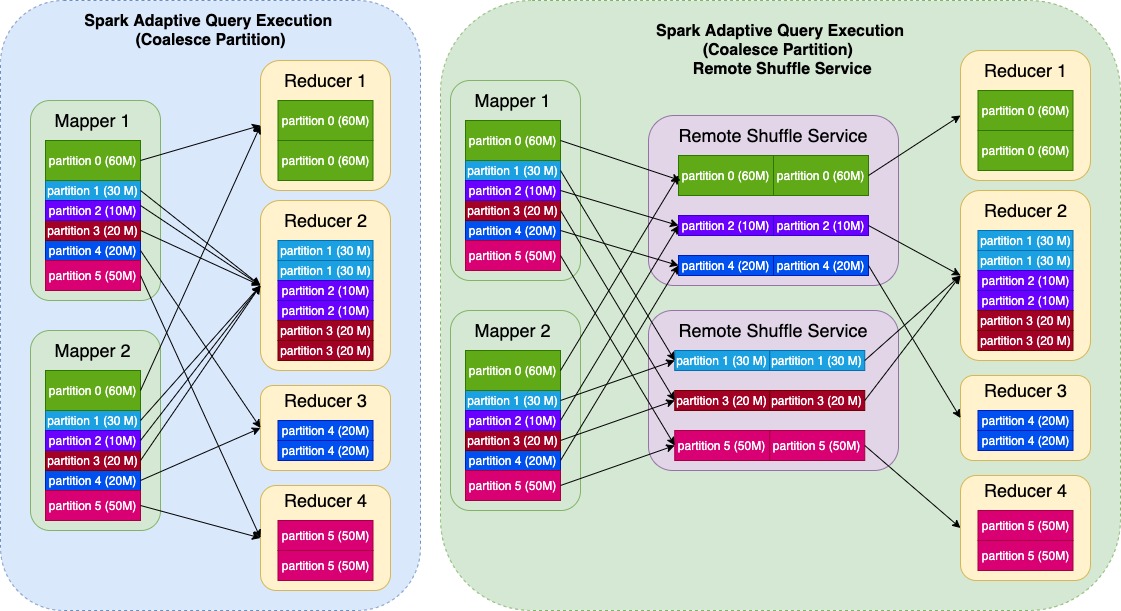 Spark Adaptive Query Execution
(Coalesce Partition)
Mapper 1
partition 0 (60M)
partition 1 (30 M)
partition 2 (10M)
partition 3 (20 M)
partition 4 (20M)
partition 5 (50M)
Mapper 2
partition 0 (60M)
partition 1 (30 M)
partition 2 (10M)
partition 3 (20 M)
partition 4 (20M)
partition 5 (50M)
Reducer 1
partition 0 (60M)
partition 0 (60M)
Reducer 2
partition 1 (30 M)
partition 1 (30 M)
partition 2 (10M)
partition 2 (10M)
partition 3 (20 M)
partition 3 (20 M)
Reducer 3
partition 4 (20M)
partition 4 (20M)
Reducer 4
partition 5 (50M)
partition 5 (50M)
Spark Adaptive Query Execution
(Coalesce Partition)
Remote Shuffle Service
Mapper 1
partition 0 (60M)
partition 1 (30 M)
partition 2 (10M)
partition 3 (20 M)
partition 4 (20M)
partition 5 (50M)
Mapper 2
partition 0 (60M)
partition 1 (30 M)
partition 2 (10M)
partition 3 (20 M)
partition 4 (20M)
partition 5 (50M)
Remote Shuffle Service
partition 0 (60M) partition 0 (60M)
partition 2 (10M) partition 2 (10M)
partition 4 (20M) partition 4 (20M)
Remote Shuffle Service
partition 1 (30 M) partition 1 (30 M)
partition 3 (20 M) partition 3 (20 M)
partition 5 (50M) partition 5 (50M)
Reducer 1
partition 0 (60M)
partition 0 (60M)
Reducer 2
partition 1 (30 M)
partition 1 (30 M)
partition 2 (10M)
partition 2 (10M)
partition 3 (20 M)
partition 3 (20 M)
Reducer 3
partition 4 (20M)
partition 4 (20M)
Reducer 4
partition 5 (50M)
partition 5 (50M)